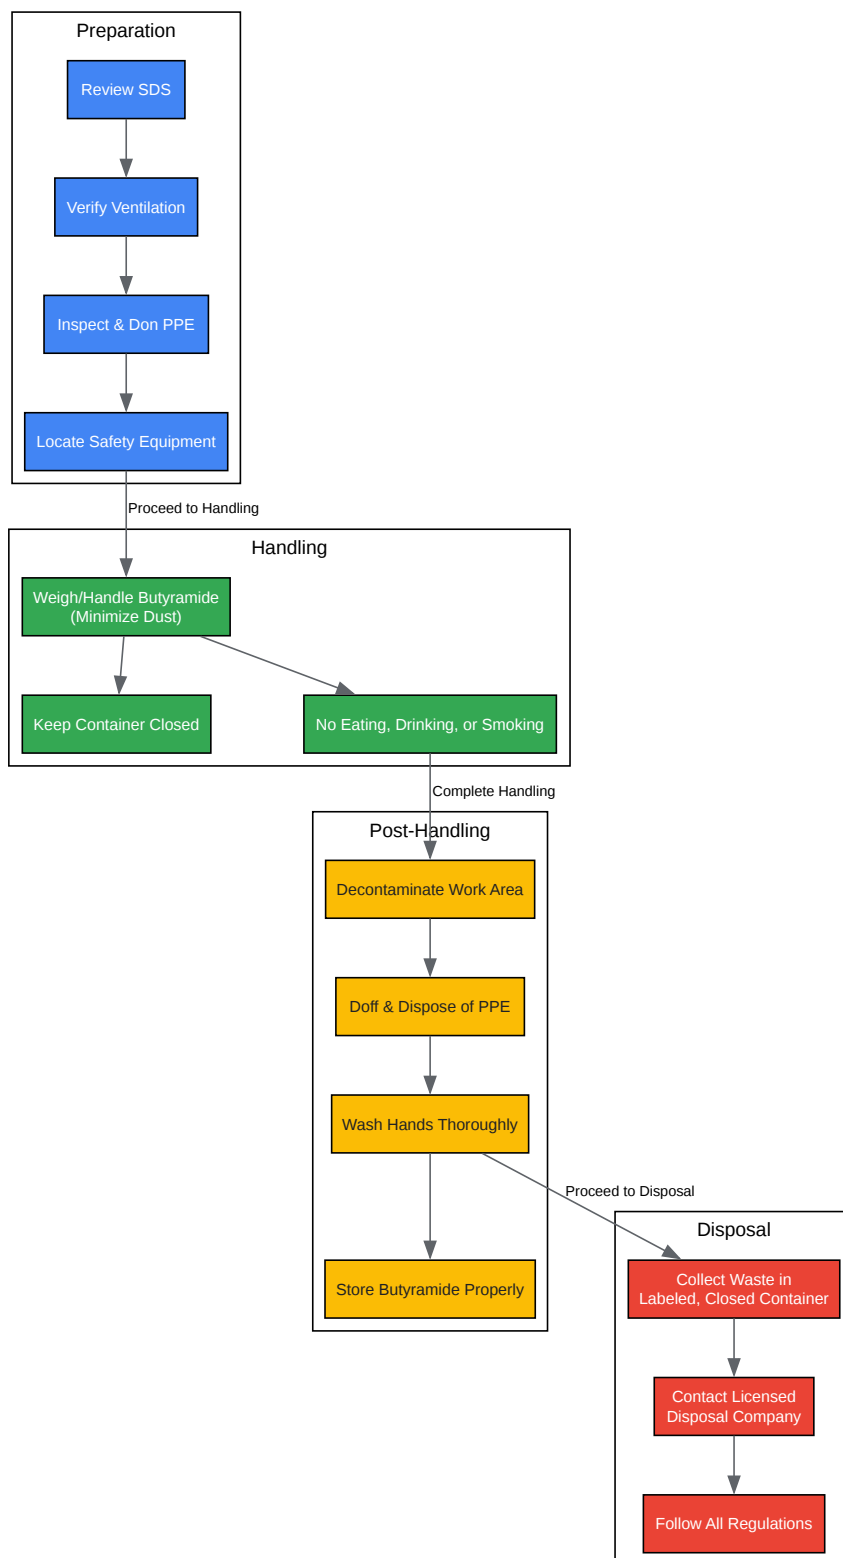 Preparation
Review SDS
Verify Ventilation
Inspect & Don PPE
Locate Safety Equipment
Proceed to Handling
Handling
Weigh/Handle Butyramide
(Minimize Dust)
Keep Container Closed
No Eating, Drinking, or Smoking
Complete Handling
Post-Handling
Decontaminate Work Area
Doff & Dispose of PPE
Wash Hands Thoroughly
Proceed to Disposal
Store Butyramide Properly
Disposal
Collect Waste in
Labeled, Closed Container
Contact Licensed
Disposal Company
Follow All Regulations